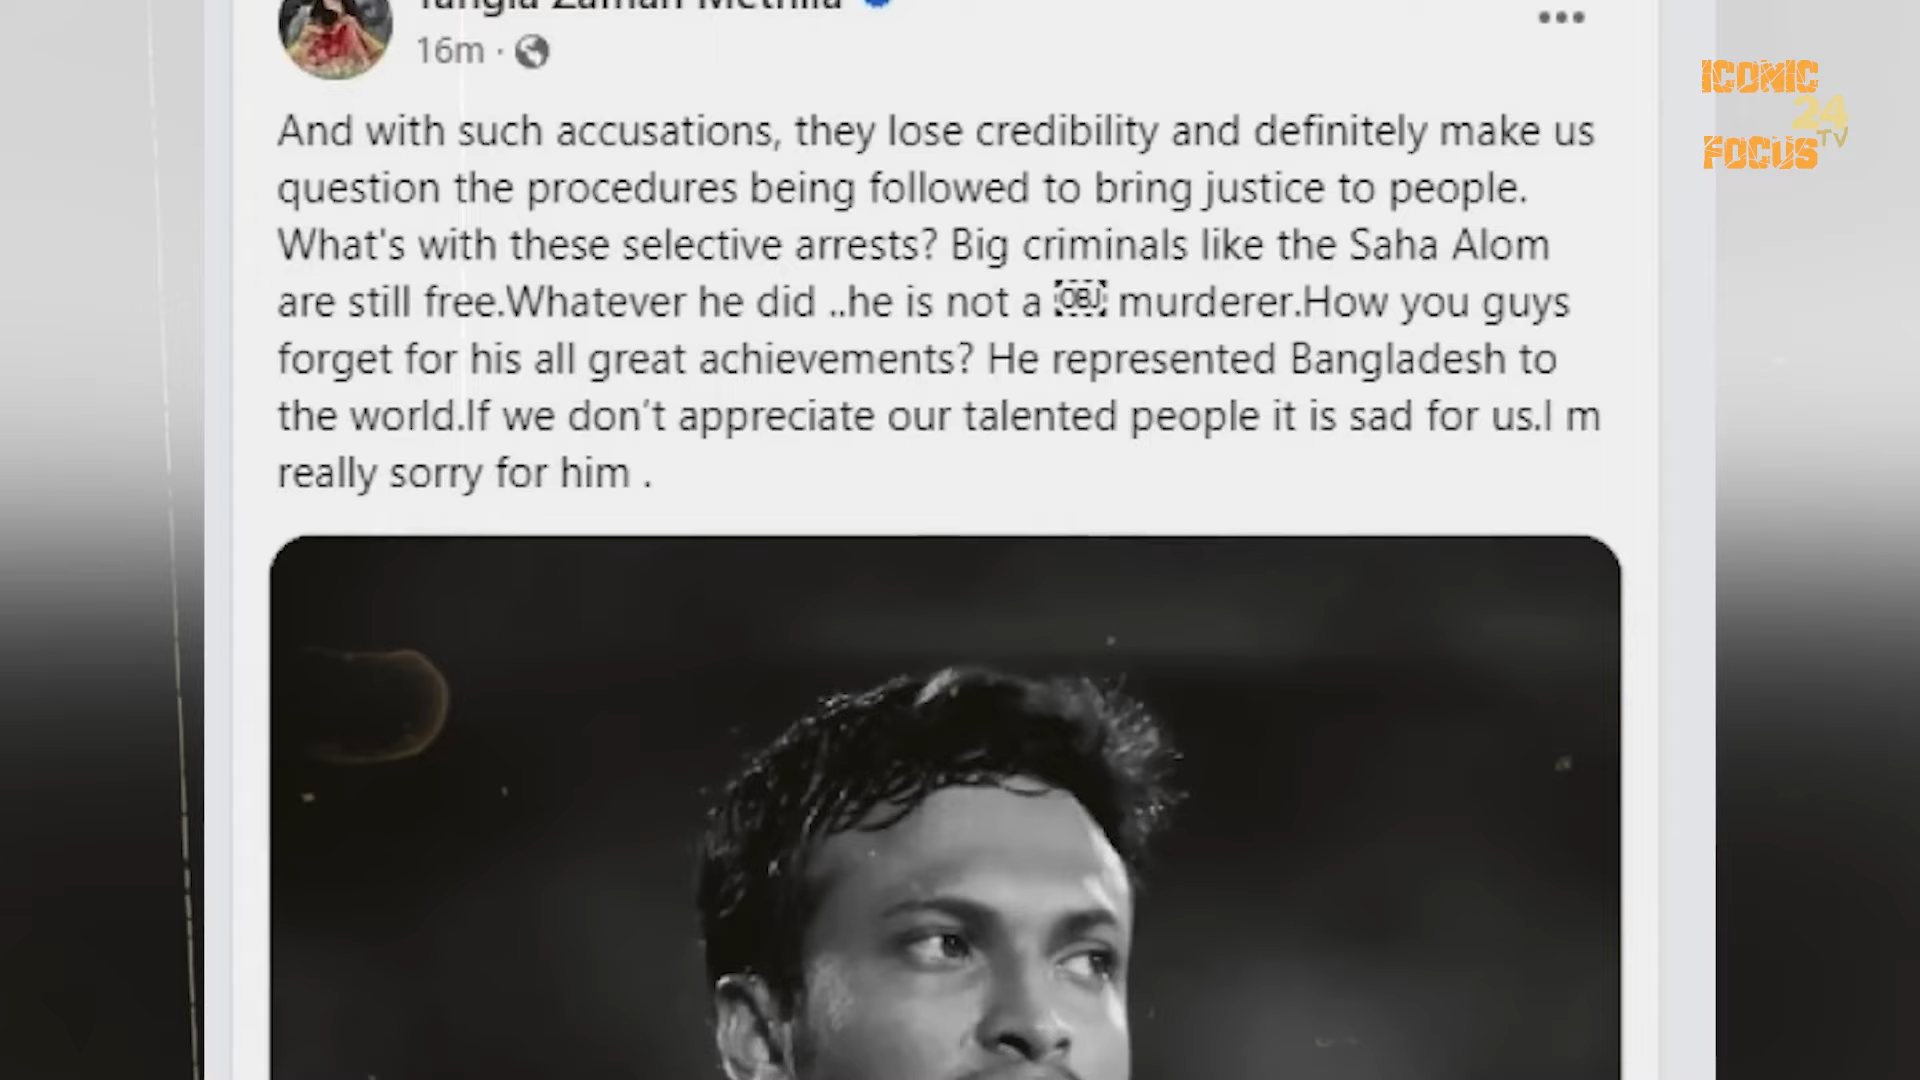 Tangia Zaman Methila
16m ·
And with such accusations, they lose credibility and definitely make us
question the procedures being followed to bring justice to people.
What's with these selective arrests? Big criminals like the Saha Alom
are still free.Whatever he did ..he is not a OBJ murderer.How you guys
forget for his all great achievements? He represented Bangladesh to
the world.If we don’t appreciate our talented people it is sad for us.I m
really sorry for him .
ICONIC
24
TV
FOCUS